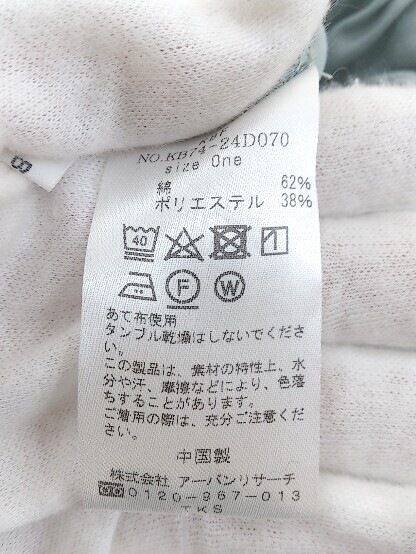 NO.KB74-24D070
size One
綿 62%
ポリエステル 38%
40
F W
あて布使用
タンブル乾燥はしないでくださ
い。
この製品は、素材の特性上、水
分や汗、摩擦などにより、色落
ちすることがあります。
ご着用の際は、充分ご注意くだ
さい。
中国製
株式会社 アーバンリサーチ
0120-967-013
TKS
8